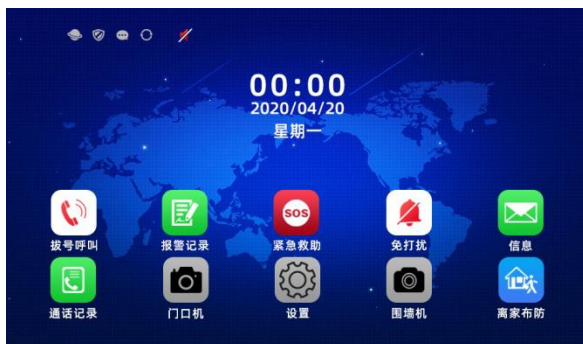 00:00
2020/04/20
星期一
SOS
拔号呼叫
报警记录
紧急救助
免打扰
信息
通话记录
门口机
设置
围墙机
离家布防